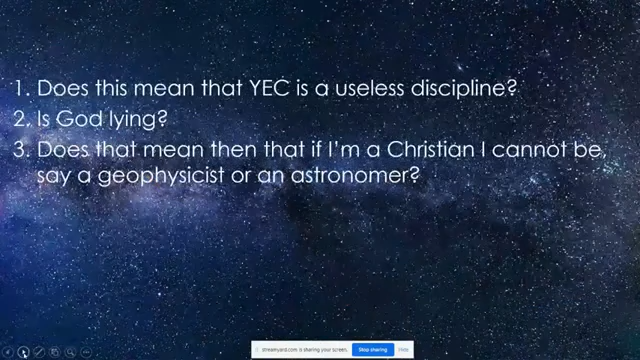 1. Does this mean that YEC is a useless discipline?
2. Is God lying?
3. Does that mean then that if I'm a Christian I cannot be,
say a geophysicist or an astronomer?
streamyard.com is sharing your screen.
Stop sharing
Hide